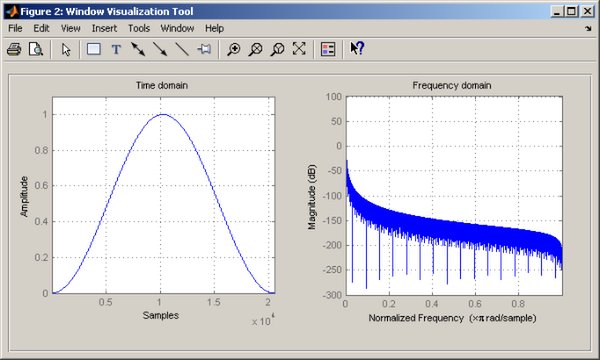 Figure 2: Window Visualization Tool
File Edit View Insert Tools Window Help
T
Time domain
Amplitude
1
0.8
0.6
0.4
0.2
0
0.5 1 1.5 2
x 10^4
Samples
Frequency domain
Magnitude (dB)
100
50
0
-50
-100
-150
-200
-250
-300
0 0.2 0.4 0.6 0.8
Normalized Frequency (×π rad/sample)